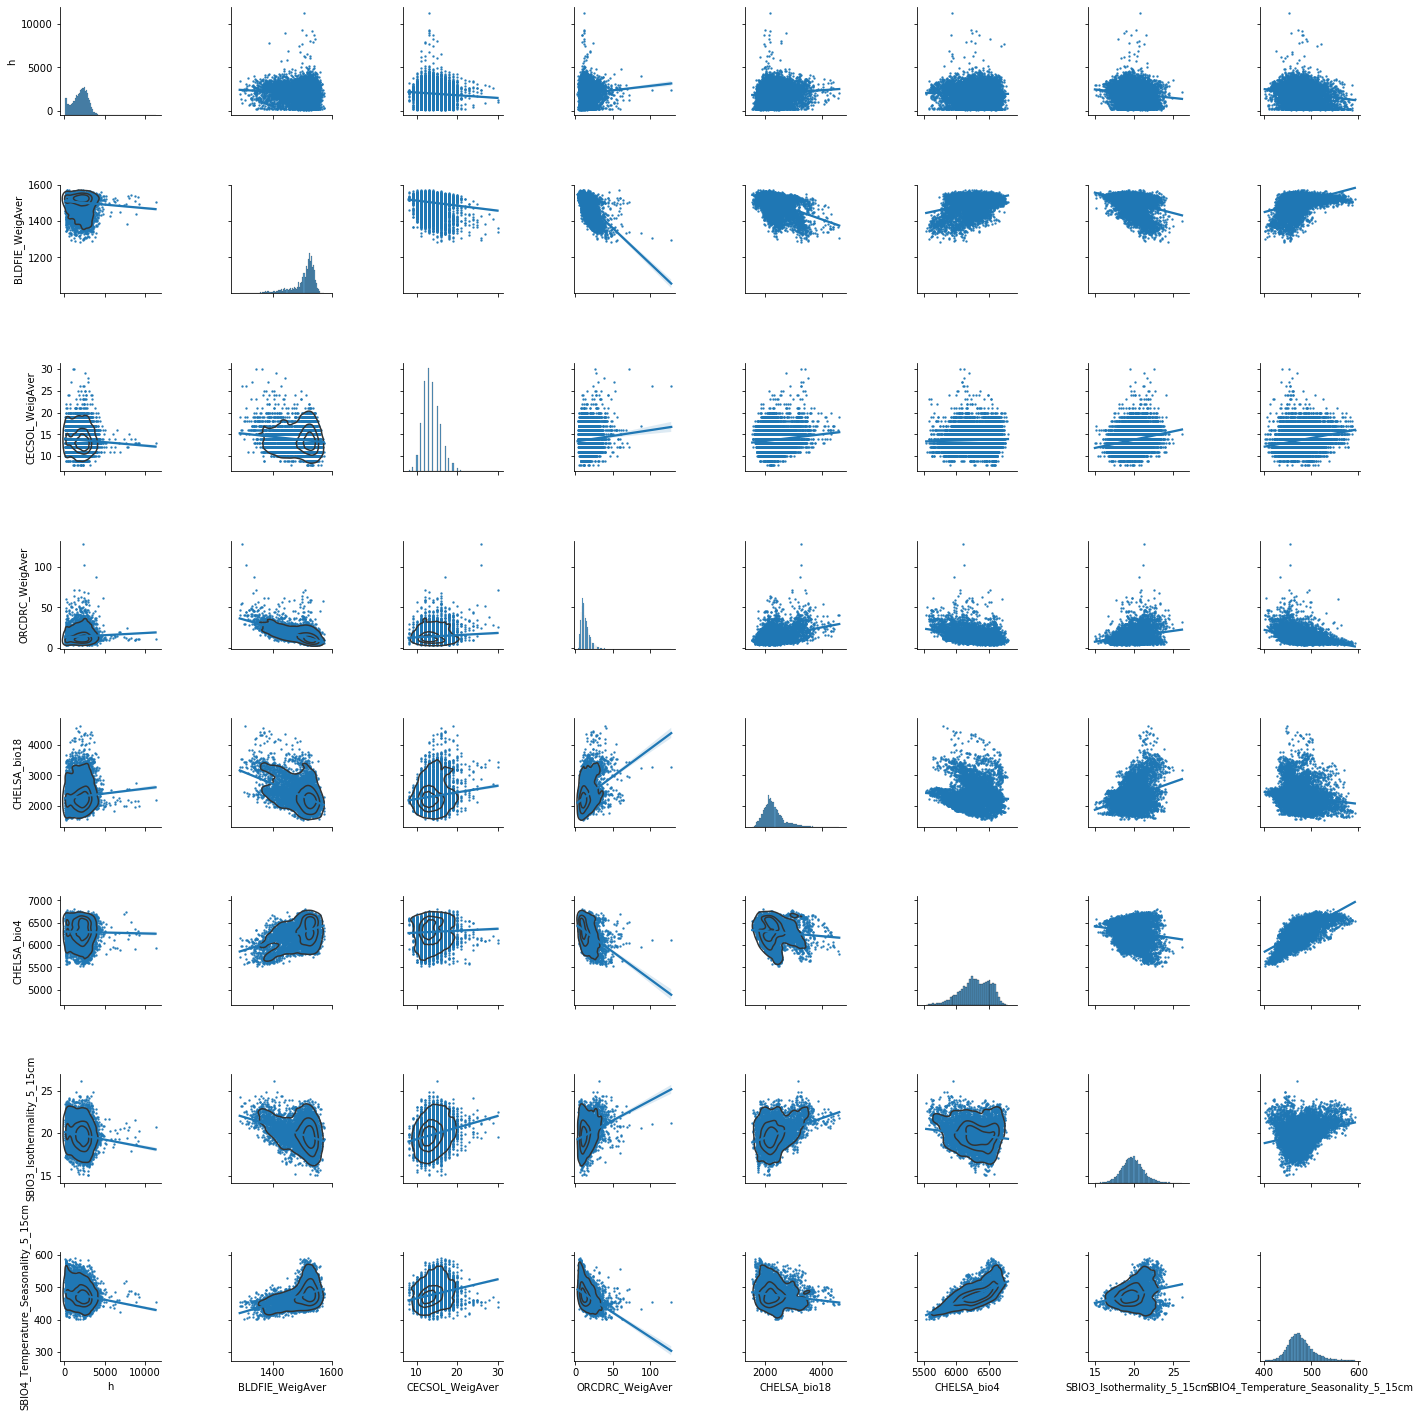 10000
5000
0
h
1600
1400
1200
BLDFIE_WeigAver
30
25
20
15
10
CECSOL_WeigAver
100
50
0
ORCDRC_WeigAver
4000
3000
2000
CHELSA_bio18
7000
6500
6000
5500
5000
CHELSA_bio4
25
20
15
SBIO3_Isothermality_5_15cm
600
500
400
300
SBIO4_Temperature_Seasonality_5_15cm
0 5000 10000
h
1400 1600
BLDFIE_WeigAver
10 20 30
CECSOL_WeigAver
0 50 100
ORCDRC_WeigAver
2000 4000
CHELSA_bio18
5500 6000 6500
CHELSA_bio4
15 20 25
SBIO3_Isothermality_5_15cm
400 500 600
SBIO4_Temperature_Seasonality_5_15cm